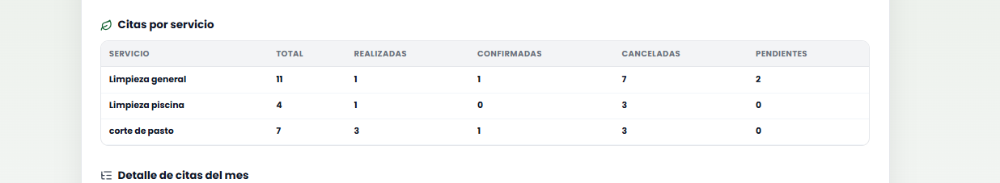 Citas por servicio
SERVICIO TOTAL REALIZADAS CONFIRMADAS CANCELADAS PENDIENTES
Limpieza general 11 1 1 7 2
Limpieza piscina 4 1 0 3 0
corte de pasto 7 3 1 3 0
Detalle de citas del mes